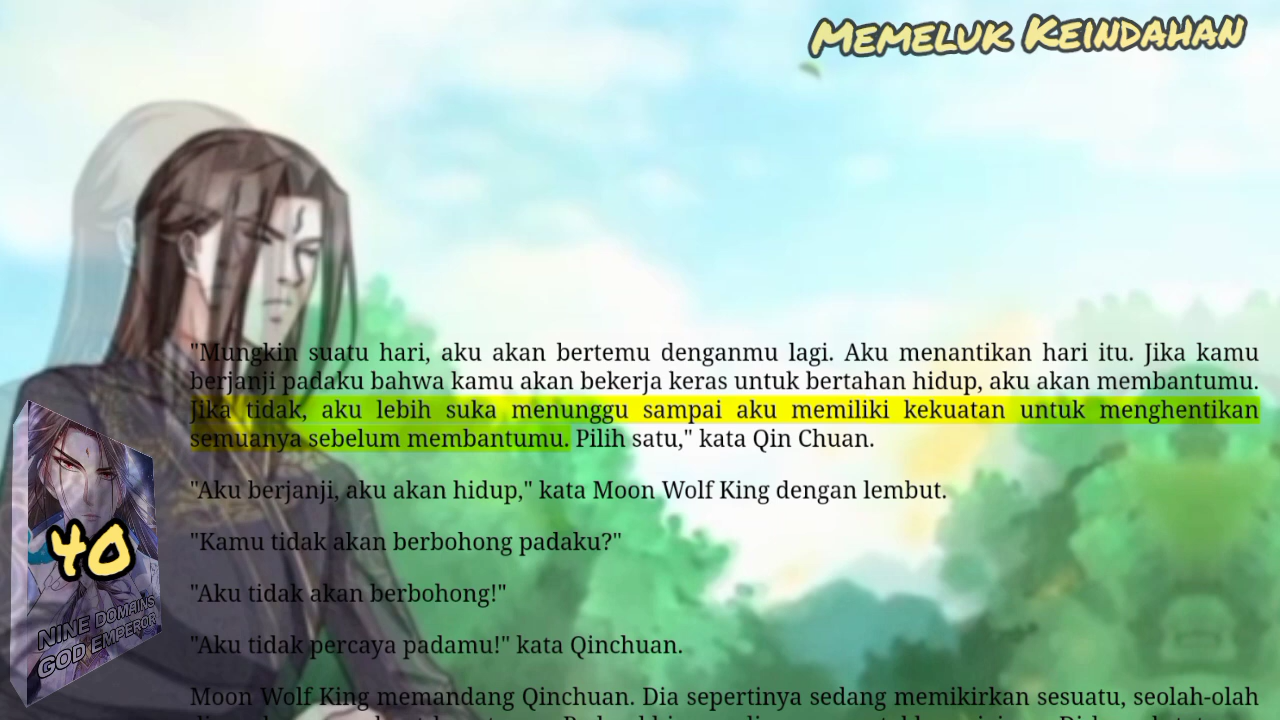 Memeluk Keindahan
"Mungkin suatu hari, aku akan bertemu denganmu lagi. Aku menantikan hari itu. Jika kamu
berjanji padaku bahwa kamu akan bekerja keras untuk bertahan hidup, aku akan membantumu.
Jika tidak, aku lebih suka menunggu sampai aku memiliki kekuatan untuk menghentikan
semuanya sebelum membantumu. Pilih satu," kata Qin Chuan.
"Aku berjanji, aku akan hidup," kata Moon Wolf King dengan lembut.
"Kamu tidak akan berbohong padaku?"
"Aku tidak akan berbohong!"
"Aku tidak percaya padamu!" kata Qinchuan.
Moon Wolf King memandang Qinchuan. Dia sepertinya sedang memikirkan sesuatu, seolah-olah
40
NINE DOMAINS
GOD EMPEROR